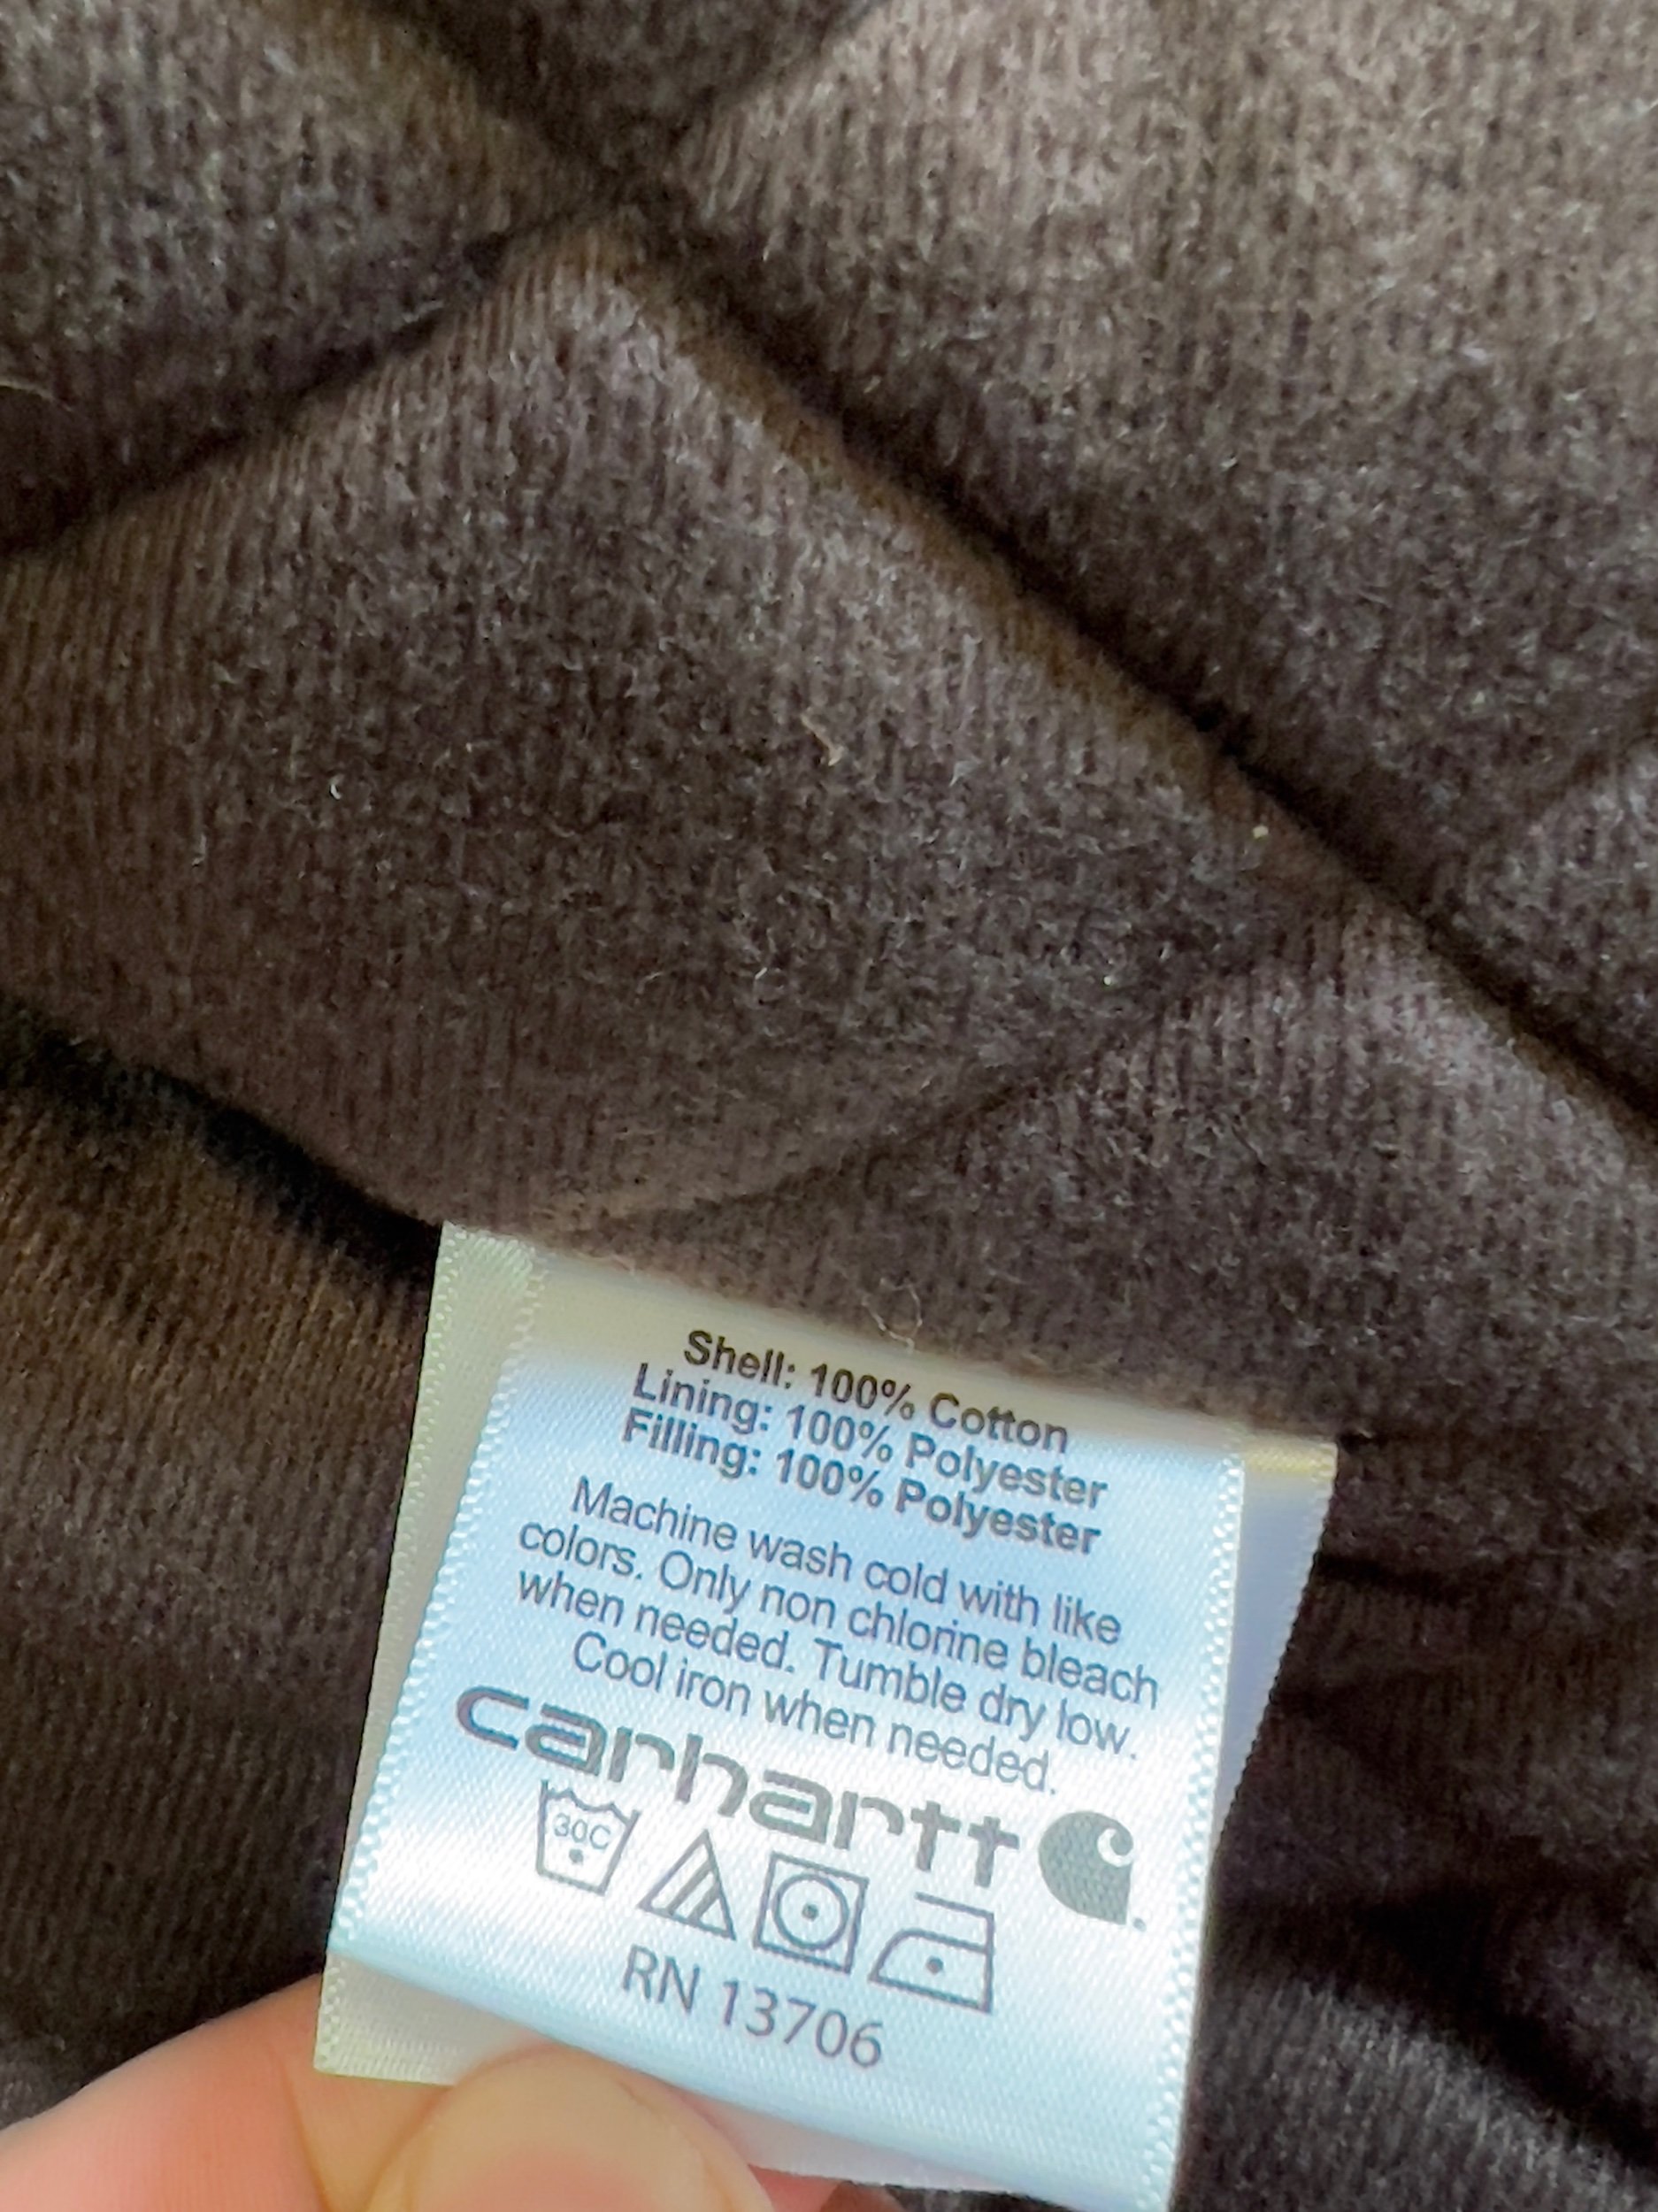 Shell: 100% Cotton
Lining: 100% Polyester
Filling: 100% Polyester
Machine wash cold with like
colors. Only non chlorine bleach
when needed. Tumble dry low.
Cool iron when needed.
carhartt
30C
RN 13706